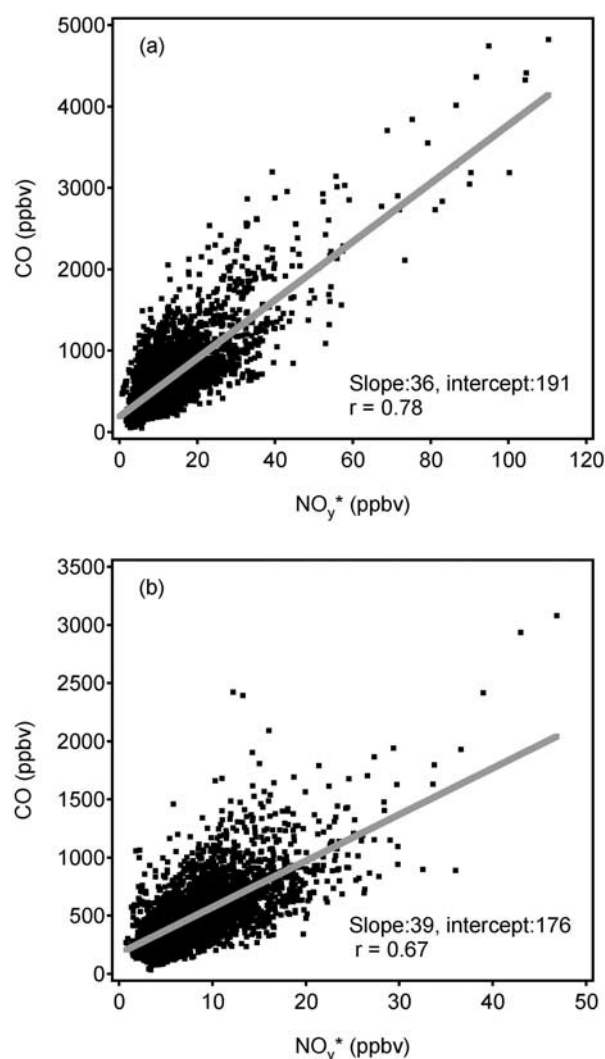 (a)
5000
4000
3000
2000
1000
0
CO (ppbv)
Slope:36, intercept:191
r = 0.78
0 20 40 60 80 100 120
NOy* (ppbv)
(b)
3500
3000
2500
2000
1500
1000
500
0
CO (ppbv)
Slope:39, intercept:176
r = 0.67
0 10 20 30 40 50
NOy* (ppbv)